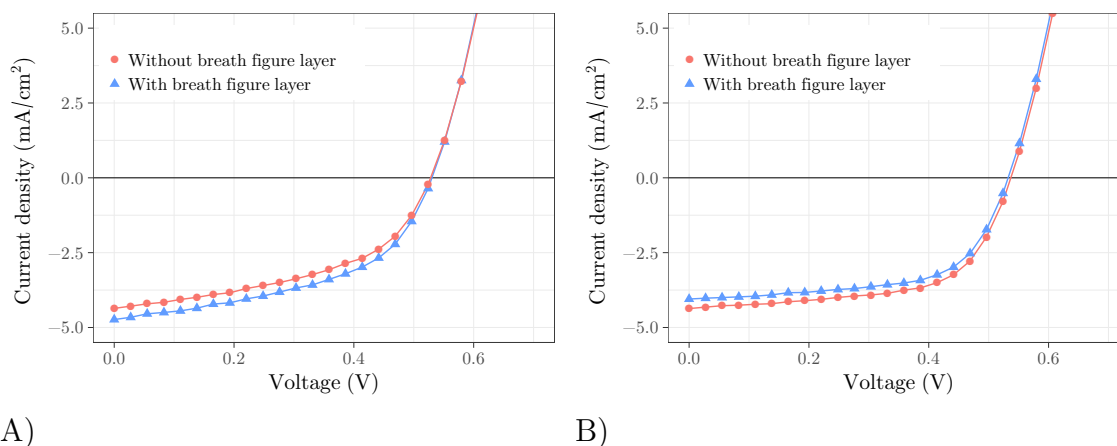 5.0
2.5
0.0
−2.5
−5.0
Current density (mA/cm²)
Without breath figure layer
With breath figure layer
0.0 0.2 0.4 0.6
Voltage (V)
A)
5.0
2.5
0.0
−2.5
−5.0
Current density (mA/cm²)
Without breath figure layer
With breath figure layer
0.0 0.2 0.4 0.6
Voltage (V)
B)